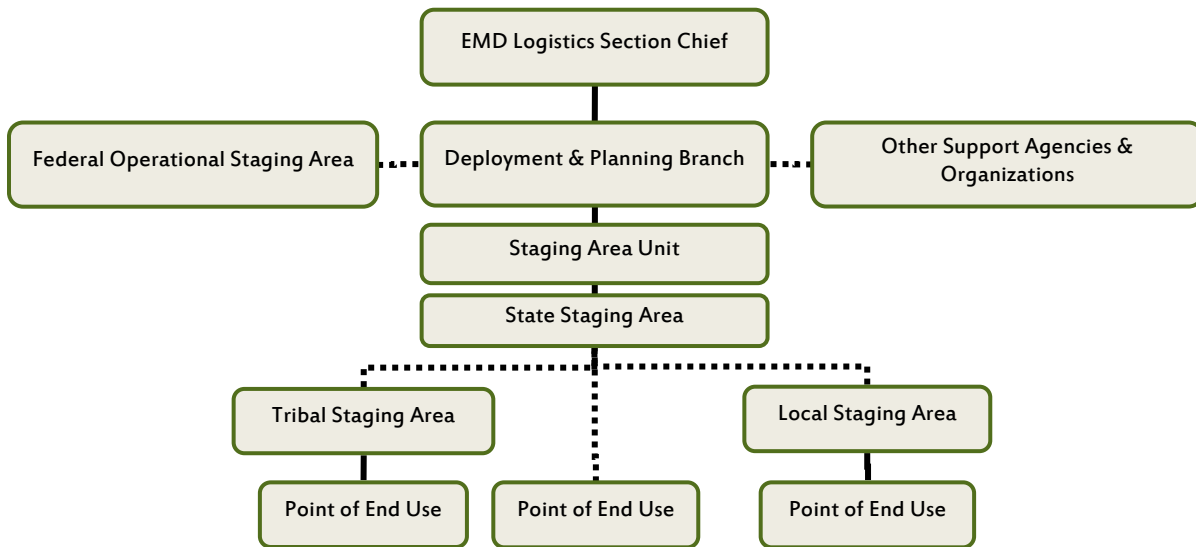 EMD Logistics Section Chief
Federal Operational Staging Area
Deployment & Planning Branch
Other Support Agencies &
Organizations
Staging Area Unit
State Staging Area
Tribal Staging Area
Local Staging Area
Point of End Use
Point of End Use
Point of End Use